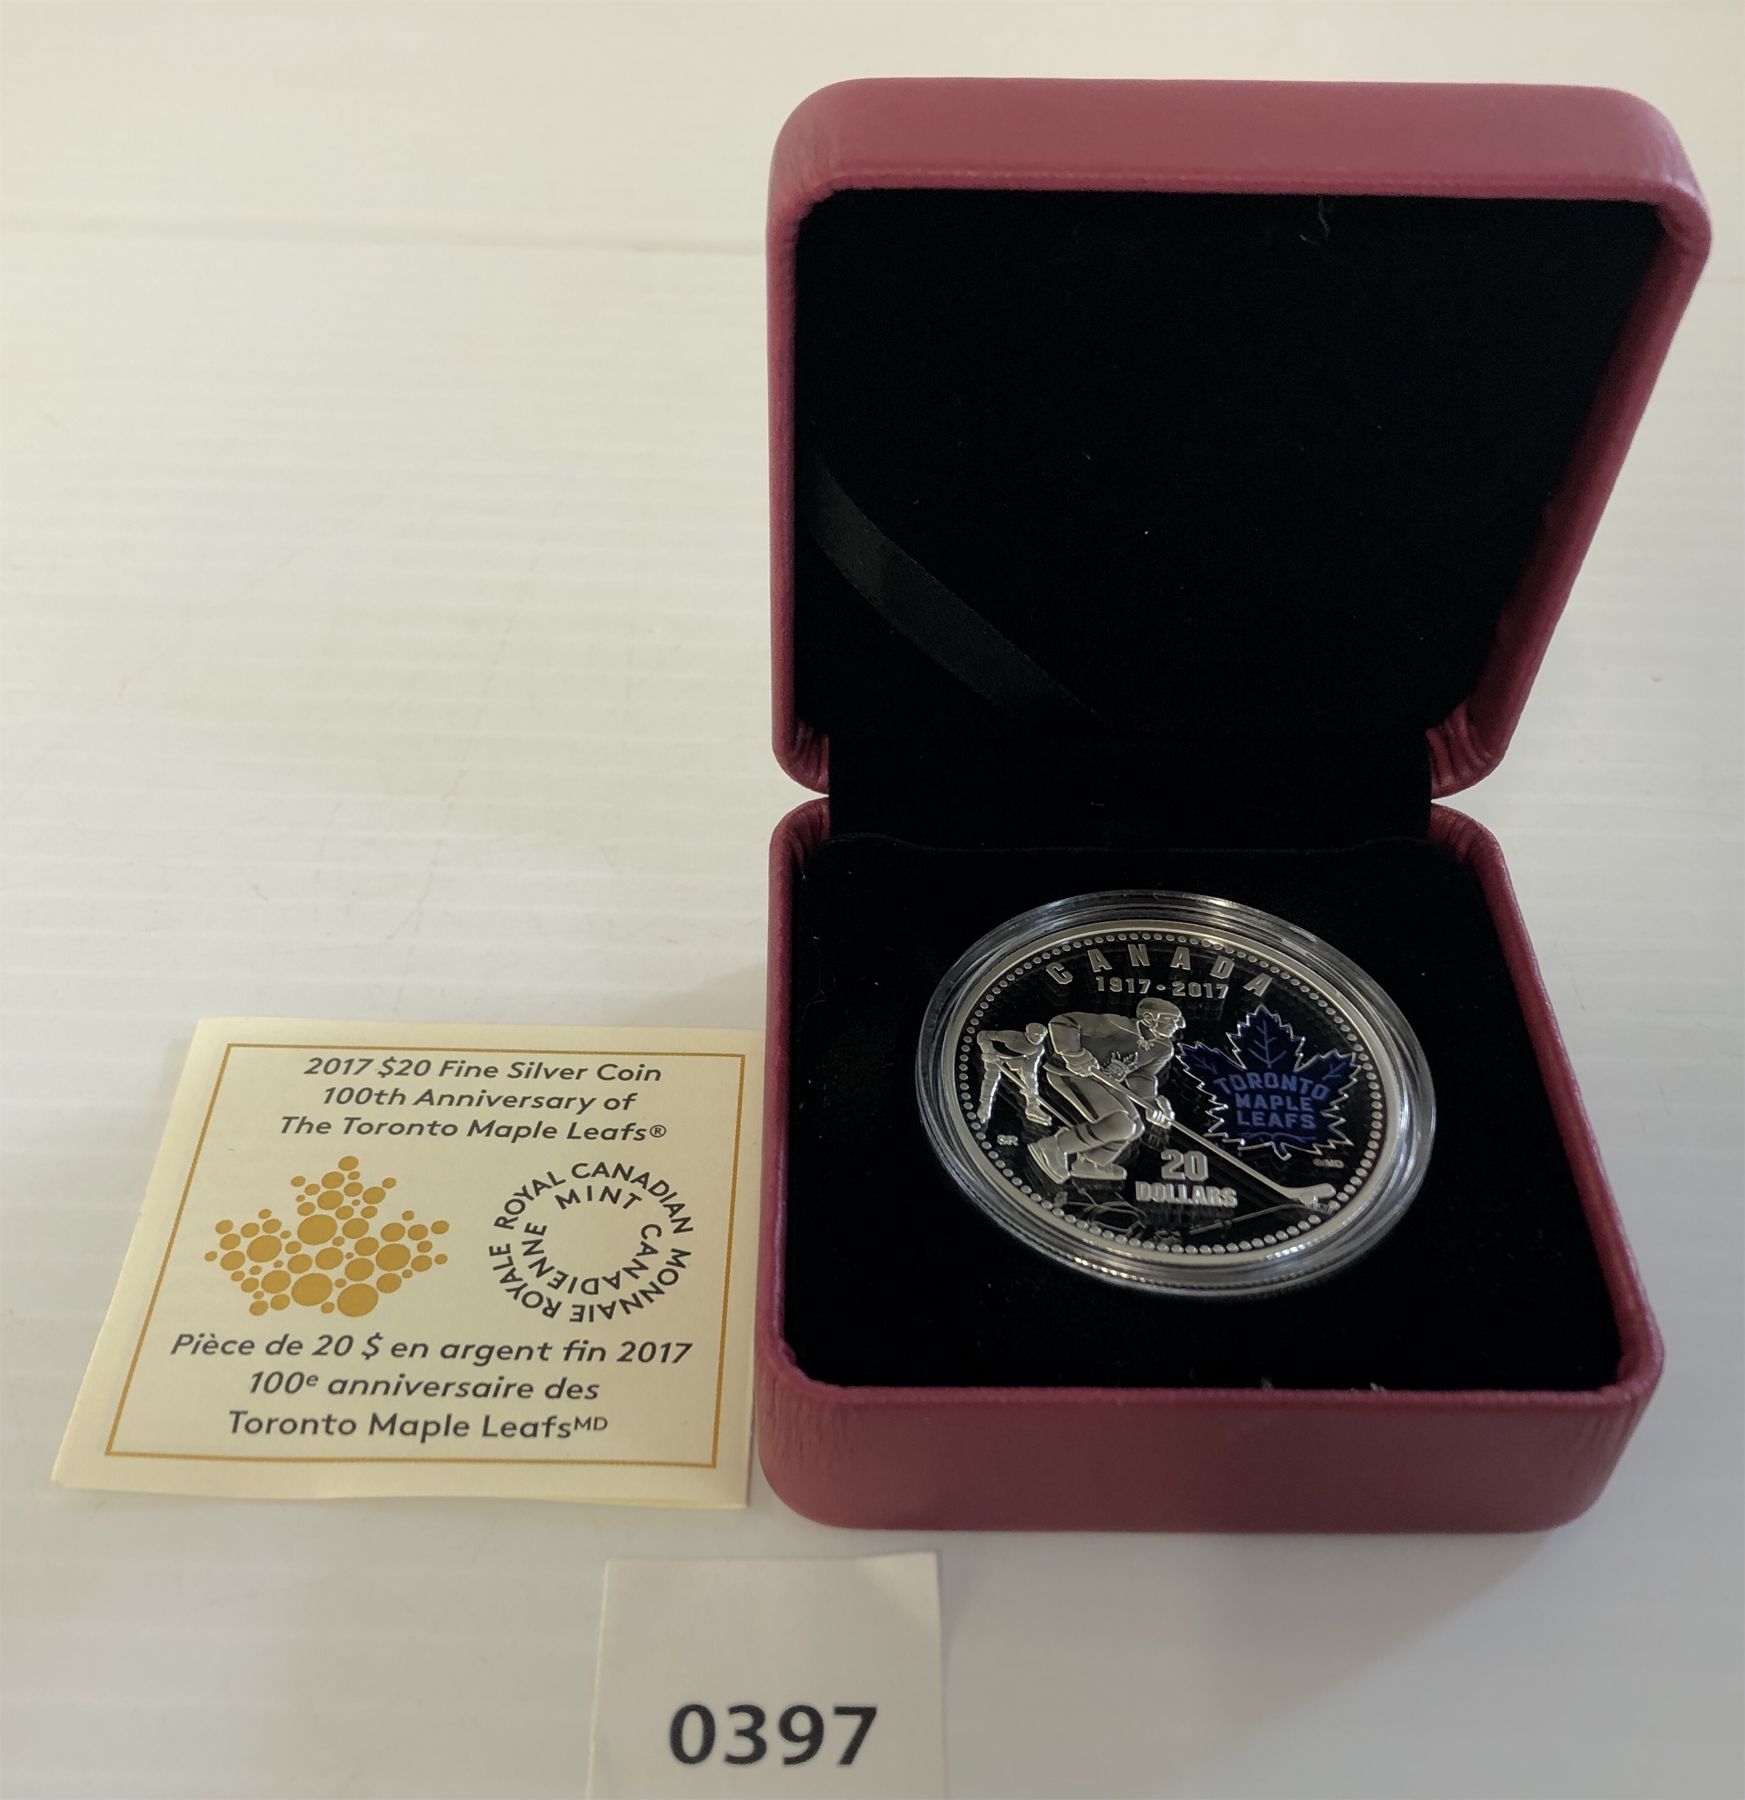 2017 $20 Fine Silver Coin
100th Anniversary of
The Toronto Maple Leafs®
ROYAL CANADIAN MINT
MONNAIE ROYALE CANADIENNE
Pièce de 20 $ en argent fin 2017
100e anniversaire des
Toronto Maple LeafsMD
CANADA
1917·2017
TORONTO
MAPLE
LEAFS
SR
®/MD
20
DOLLARS
0397